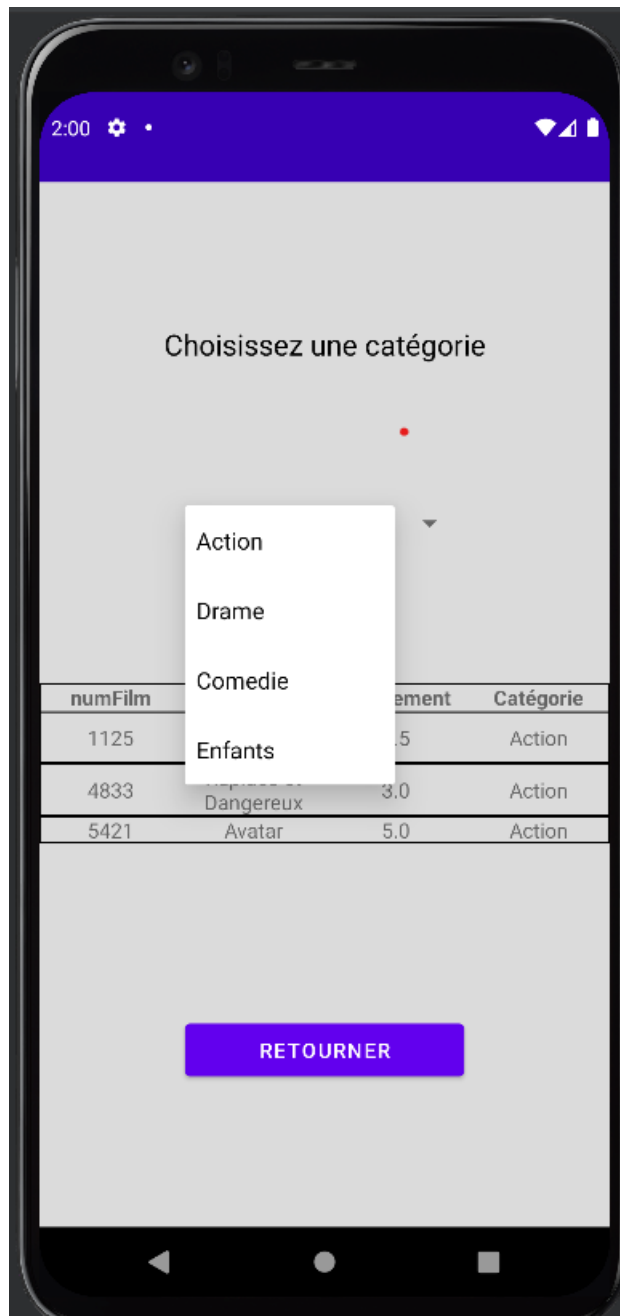 2:00
Choisissez une catégorie
Action
Drame
Comedie
Enfants
numFilm ement Catégorie
1125 .5 Action
4833 Dangereux 3.0 Action
5421 Avatar 5.0 Action
RETOURNER